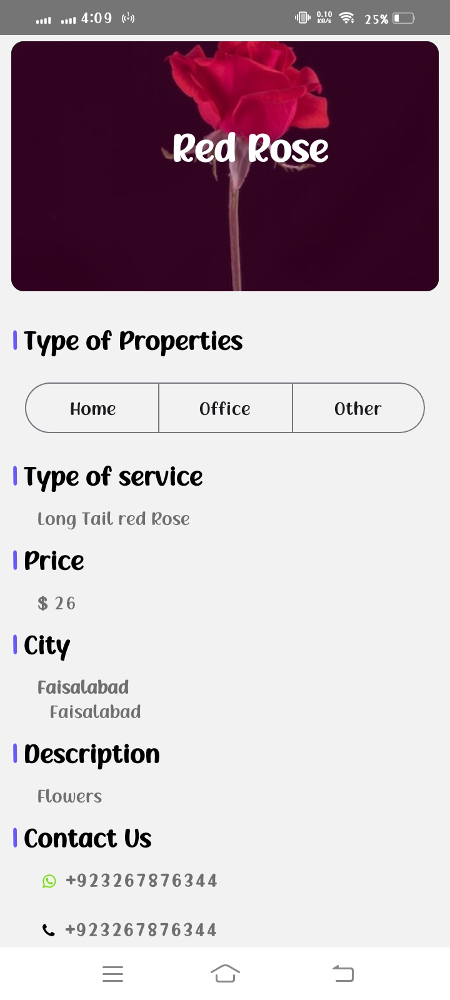 4:09 1 0.10 KB/s 25%
Red Rose
Type of Properties
Home Office Other
Type of service
Long Tail red Rose
Price
$ 26
City
Faisalabad
Faisalabad
Description
Flowers
Contact Us
+923267876344
+923267876344